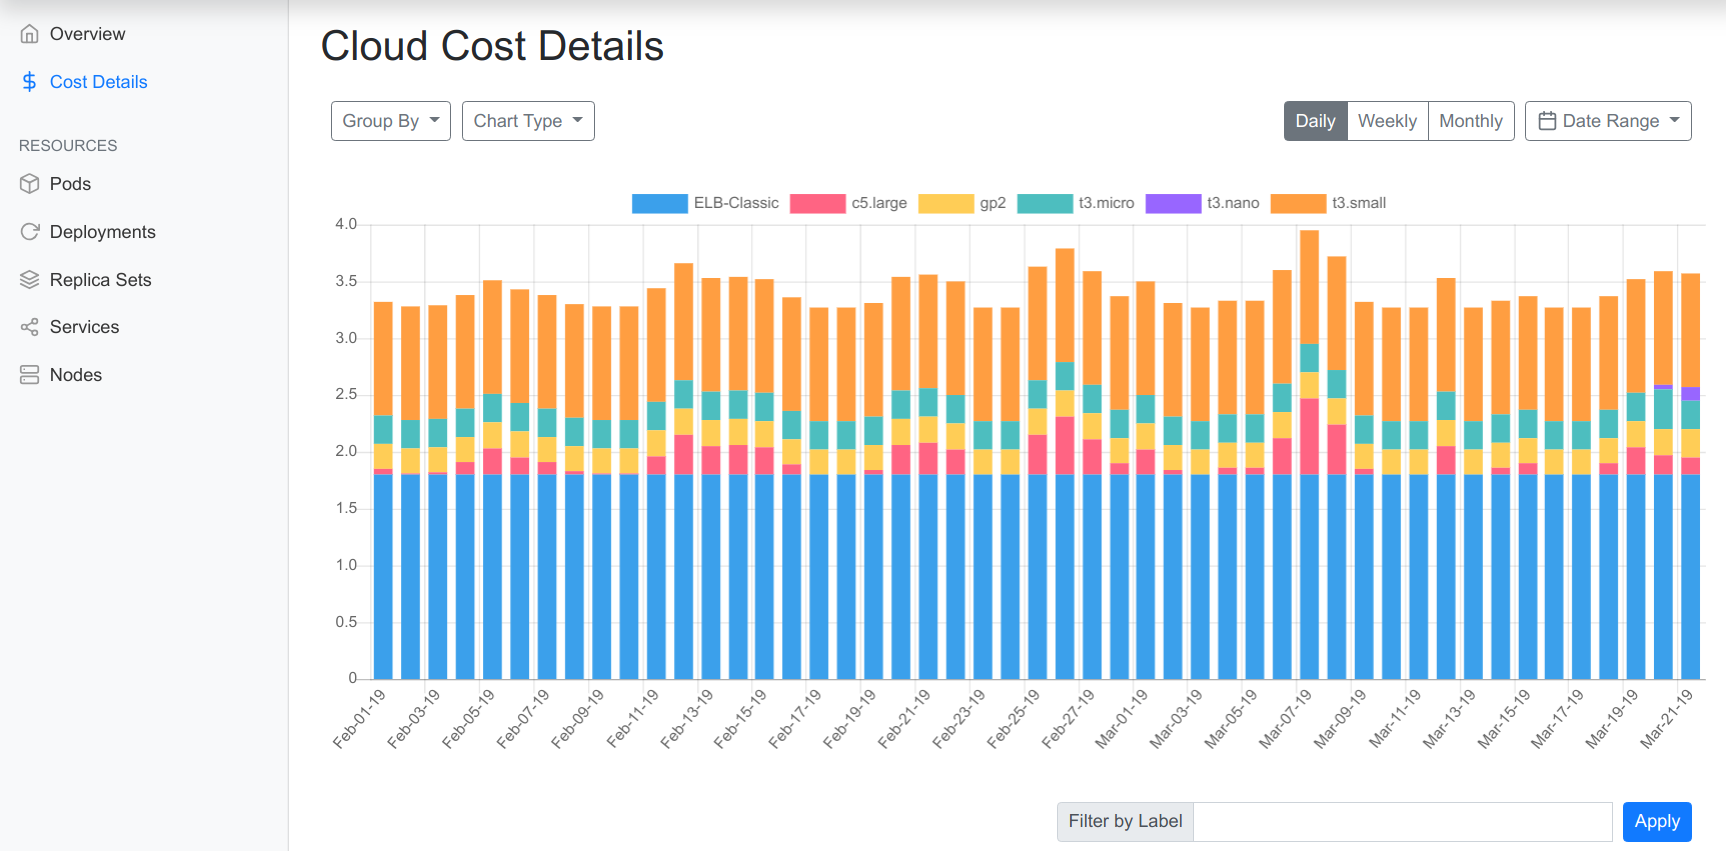 Overview
Cost Details
RESOURCES
Pods
Deployments
Replica Sets
Services
Nodes
Cloud Cost Details
Group By
Chart Type
Daily
Weekly
Monthly
Date Range
ELB-Classic
c5.large
gp2
t3.micro
t3.nano
t3.small
4.0
3.5
3.0
2.5
2.0
1.5
1.0
0.5
0
Feb-01-19
Feb-03-19
Feb-05-19
Feb-07-19
Feb-09-19
Feb-11-19
Feb-13-19
Feb-15-19
Feb-17-19
Feb-19-19
Feb-21-19
Feb-23-19
Feb-25-19
Feb-27-19
Mar-01-19
Mar-03-19
Mar-05-19
Mar-07-19
Mar-09-19
Mar-11-19
Mar-13-19
Mar-15-19
Mar-17-19
Mar-19-19
Mar-21-19
Filter by Label
Apply